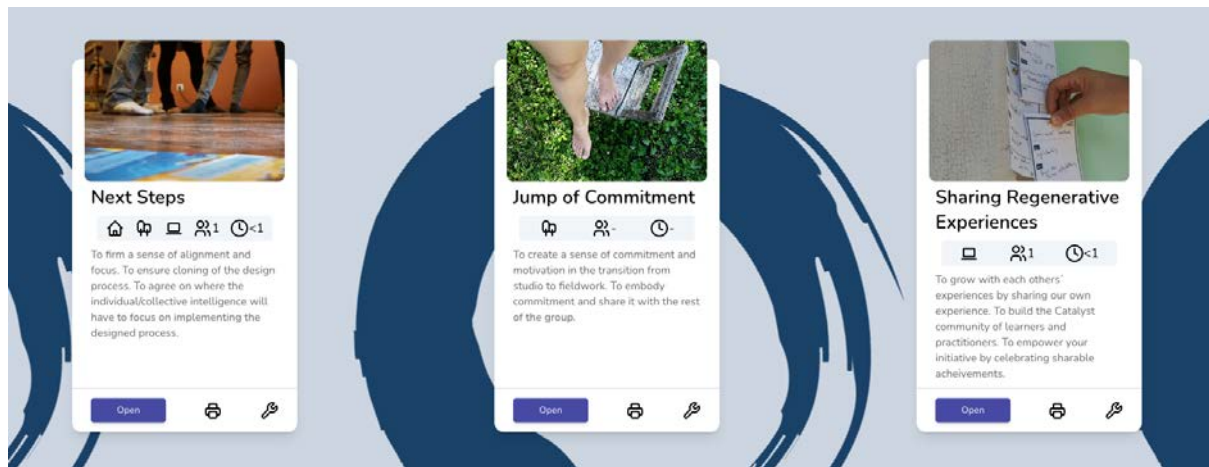 Next Steps
1
<1
To firm a sense of alignment and
focus. To ensure cloning of the design
process. To agree on where the
individual/collective intelligence will
have to focus on implementing the
designed process.
Open
Jump of Commitment
-
-
To create a sense of commitment and
motivation in the transition from
studio to fieldwork. To embody
commitment and share it with the rest
of the group.
Open
Sharing Regenerative
Experiences
1
<1
To grow with each others´
experiences by sharing our own
experience. To build the Catalyst
community of learners and
practitioners. To empower your
initiative by celebrating sharable
acheivements.
Open